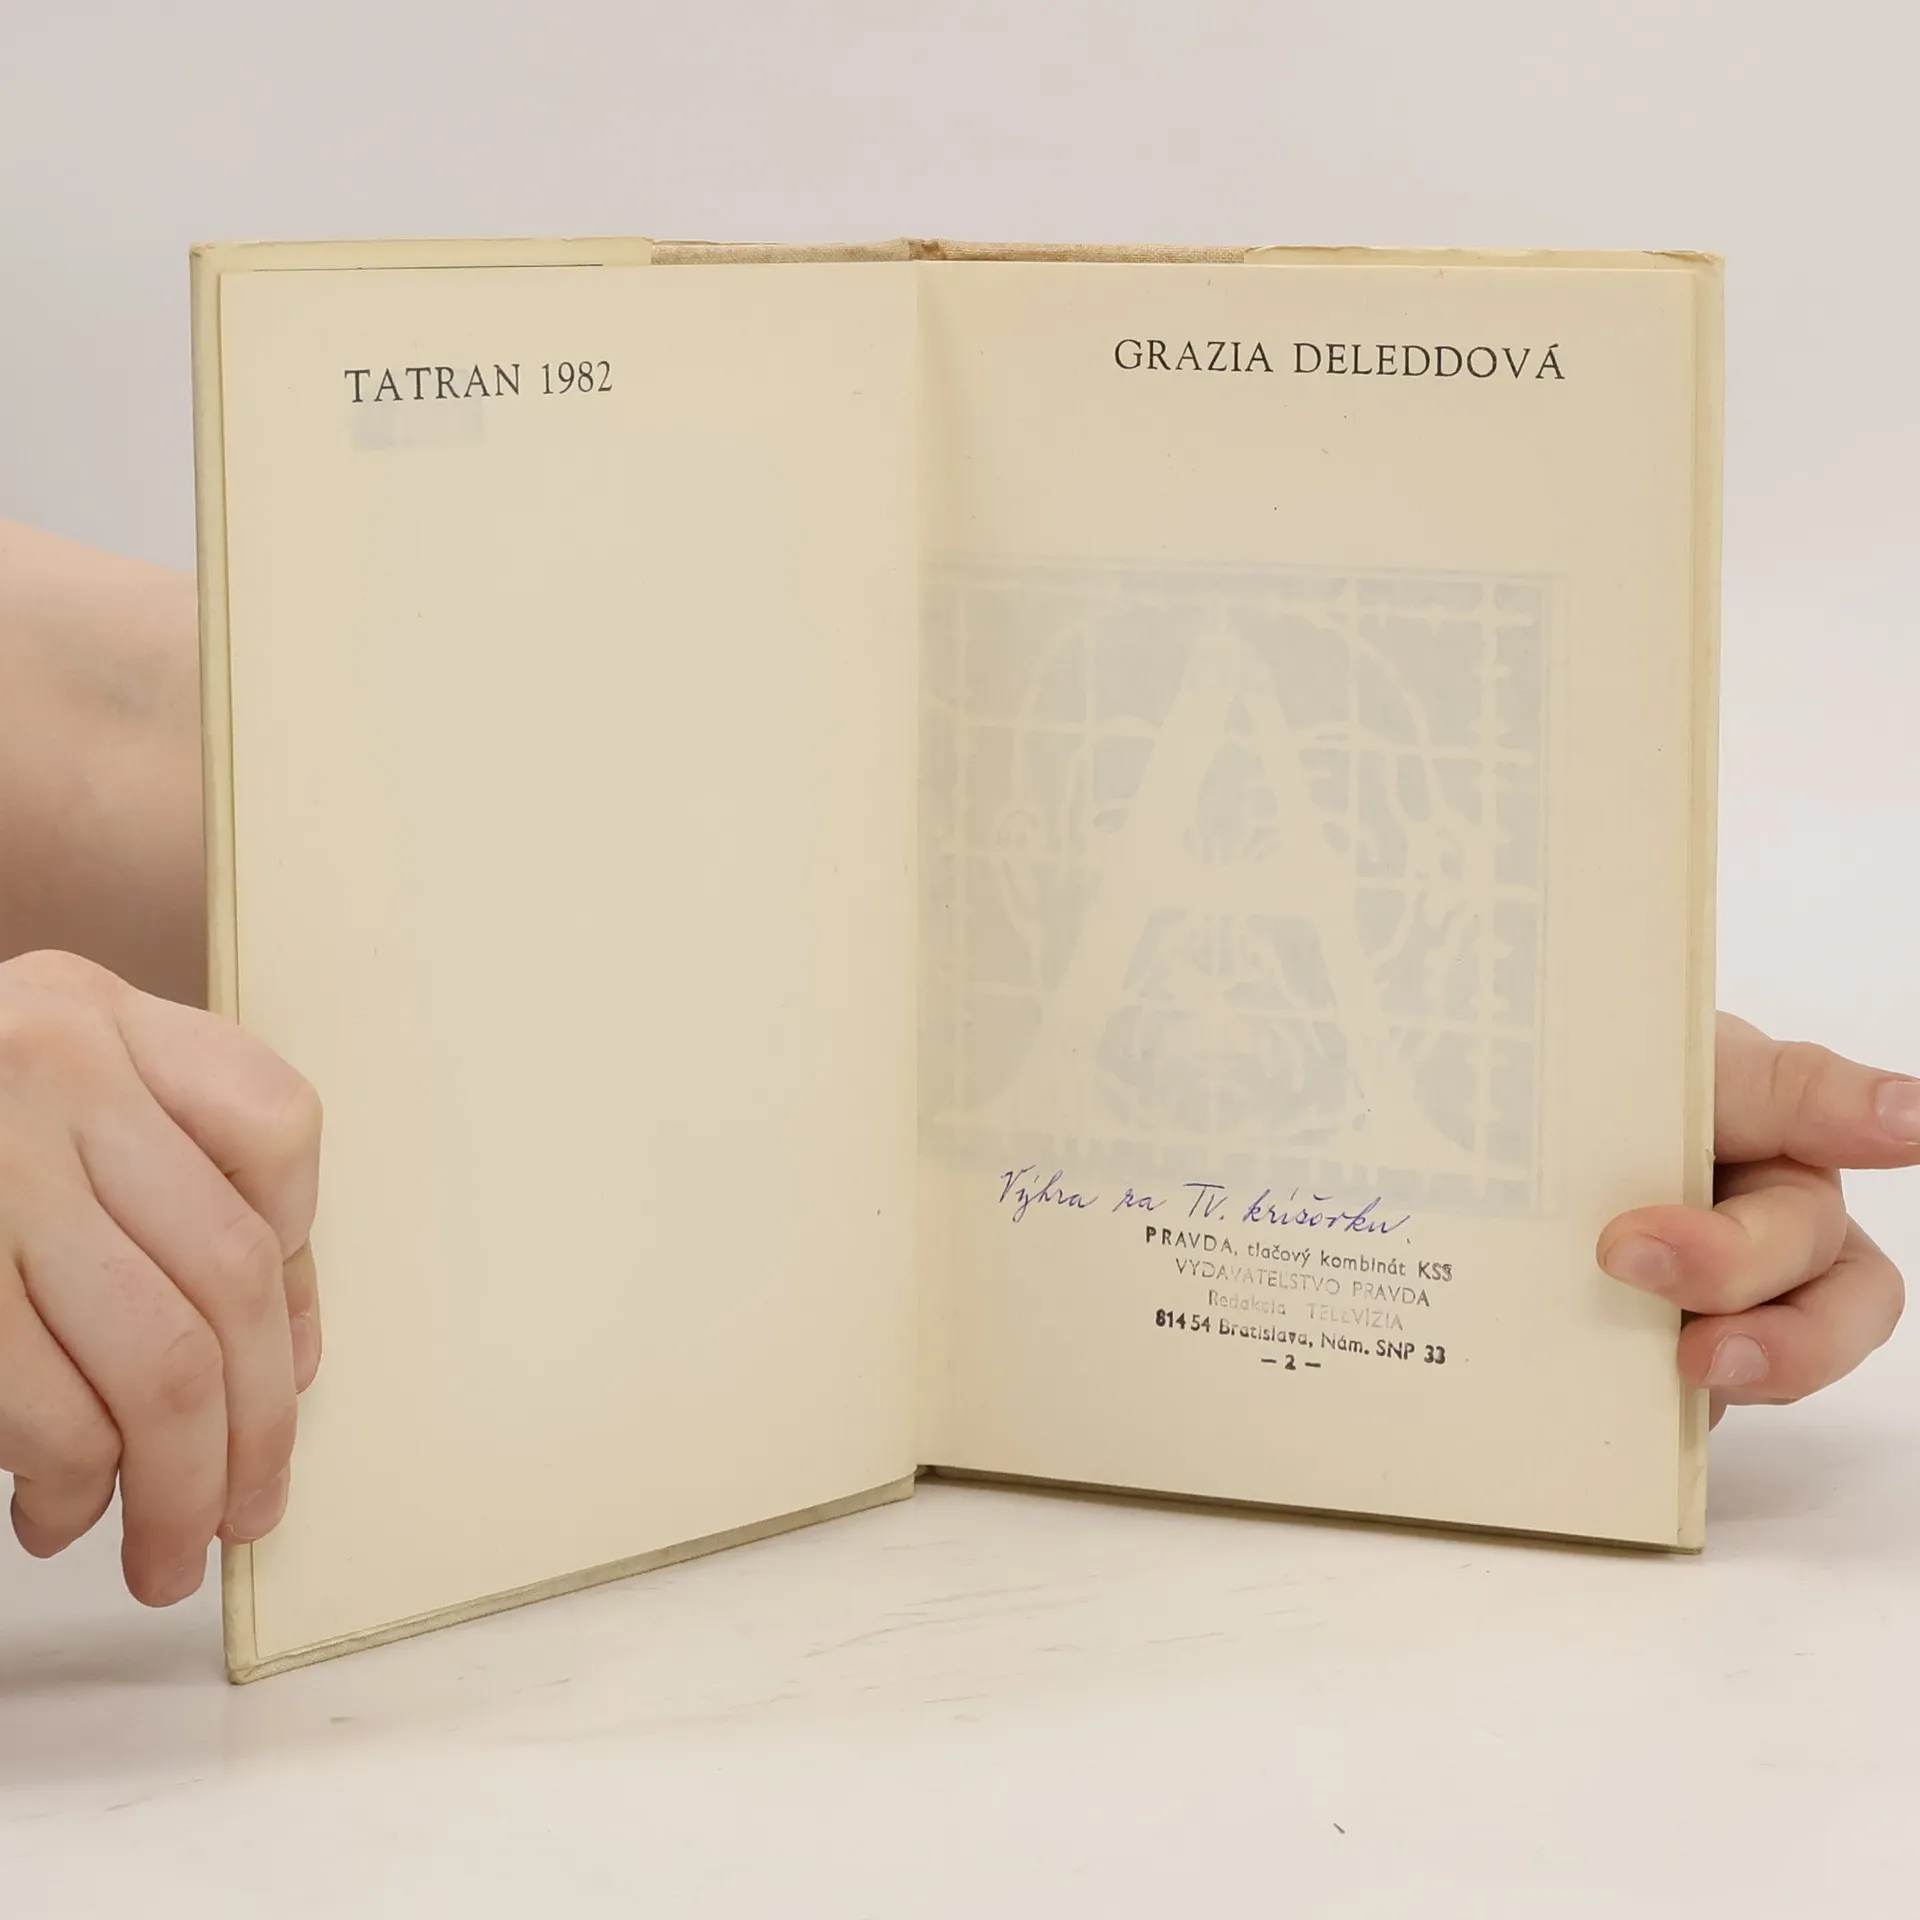 TATRAN 1982
GRAZIA DELEDDOVÁ
Výhra za TV. krížovku.
PRAVDA, tlačový kombinát KSS
VYDAVATELSTVO PRAVDA
Redakcia TELEVÍZIA
814 54 Bratislava, Nám. SNP 33
– 2 –